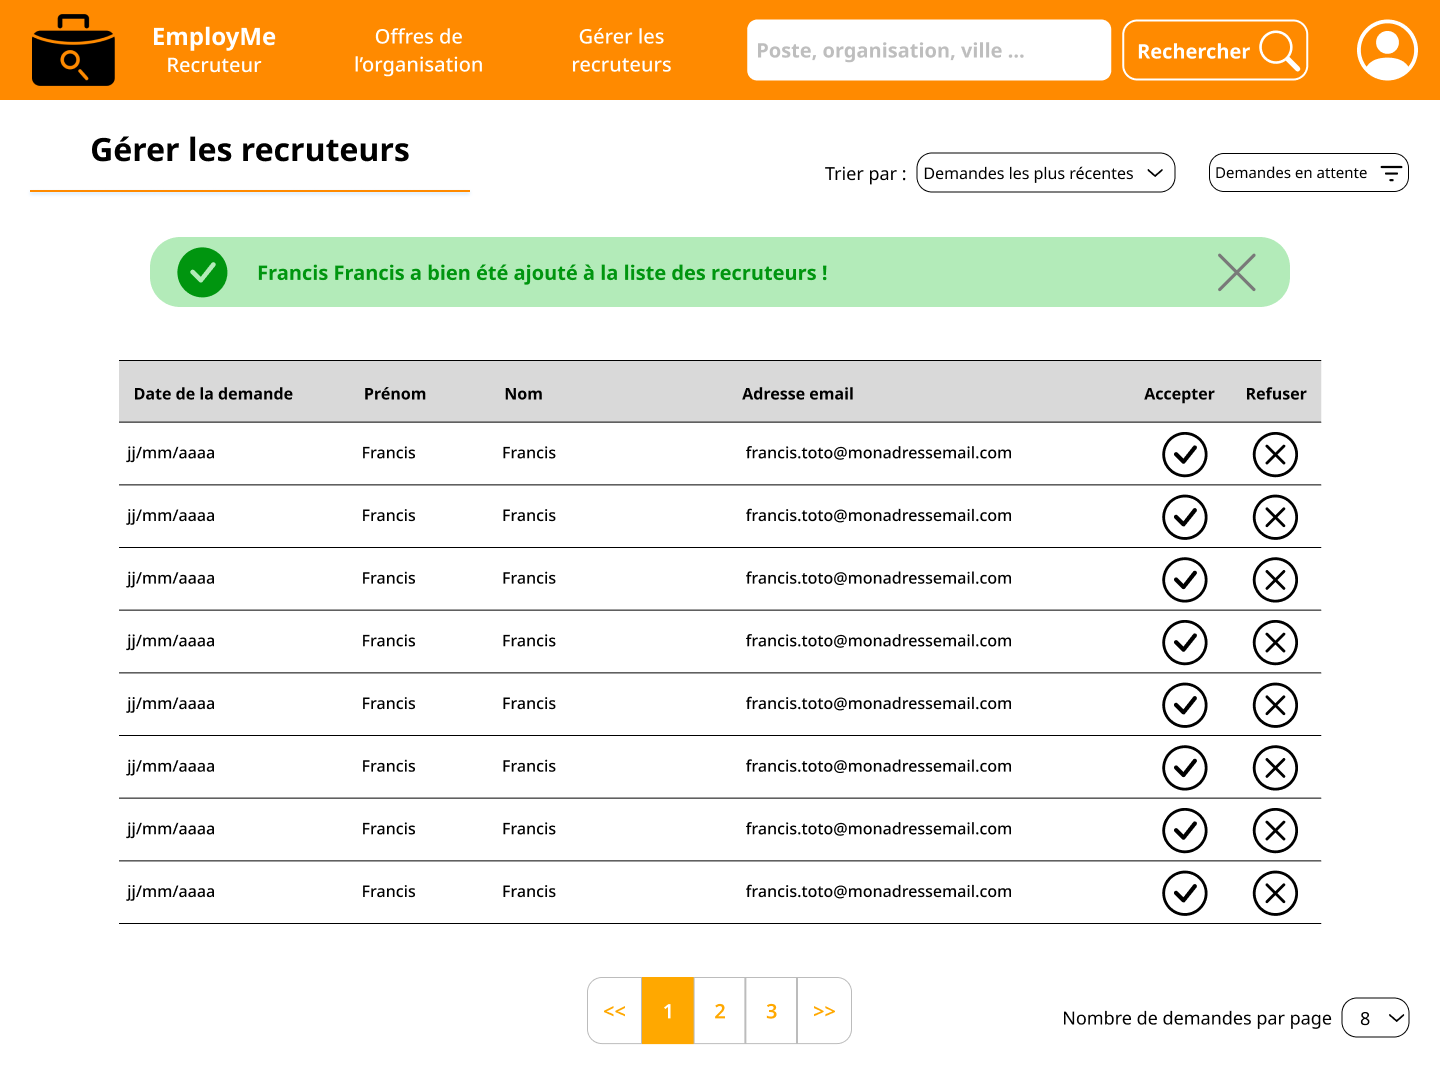 EmployMe
Recruteur
Offres de
l'organisation
Gérer les
recruteurs
Poste, organisation, ville ...
Rechercher
Gérer les recruteurs
Trier par :
Demandes les plus récentes
Demandes en attente
Francis Francis a bien été ajouté à la liste des recruteurs !
Date de la demande Prénom Nom Adresse email Accepter Refuser
jj/mm/aaaa Francis Francis francis.toto@monadressemail.com
jj/mm/aaaa Francis Francis francis.toto@monadressemail.com
jj/mm/aaaa Francis Francis francis.toto@monadressemail.com
jj/mm/aaaa Francis Francis francis.toto@monadressemail.com
jj/mm/aaaa Francis Francis francis.toto@monadressemail.com
jj/mm/aaaa Francis Francis francis.toto@monadressemail.com
jj/mm/aaaa Francis Francis francis.toto@monadressemail.com
jj/mm/aaaa Francis Francis francis.toto@monadressemail.com
<< 1 2 3 >>
Nombre de demandes par page 8